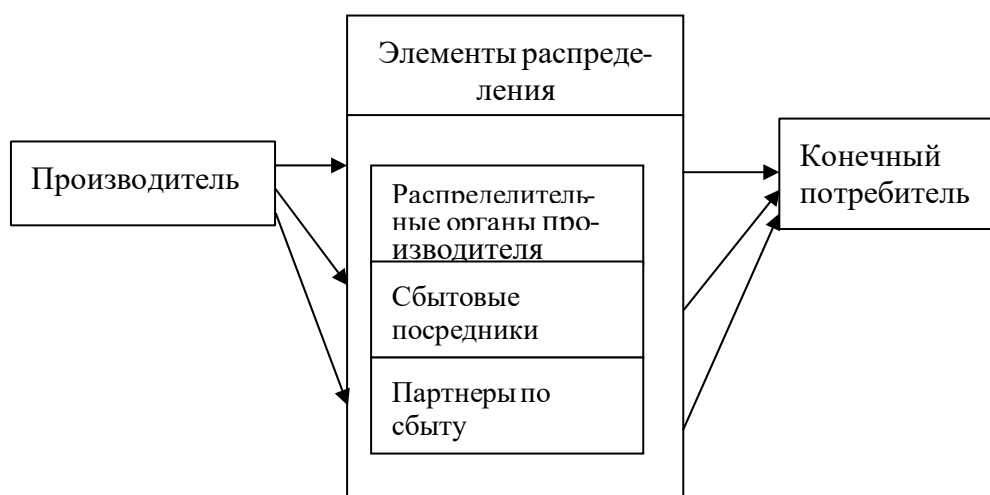 Элементы распреде-
ления
Производитель
Распределитель-
ные органы про-
изводителя
Сбытовые
посредники
Партнеры по
сбыту
Конечный
потребитель